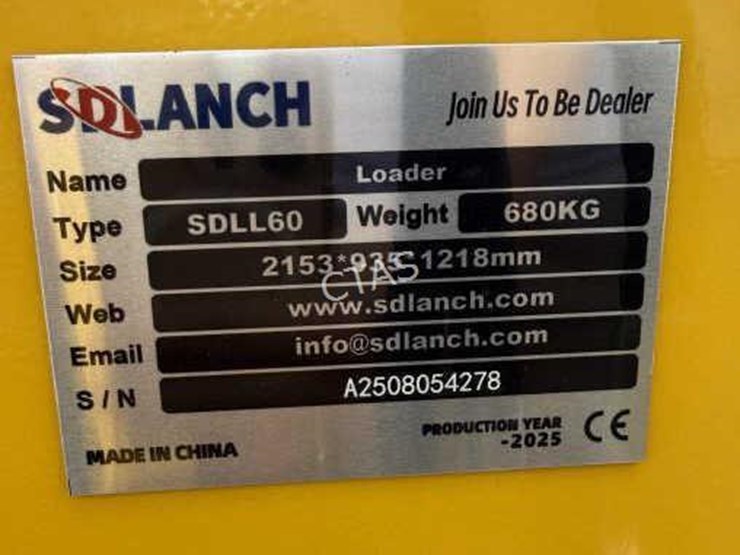 SDLANCH Join Us To Be Dealer
Name Loader
Type SDLL60 Weight 680KG
Size 2153*935*1218mm
CTAS
Web www.sdlanch.com
Email info@sdlanch.com
S / N A2508054278
MADE IN CHINA PRODUCTION YEAR
-2025 CE